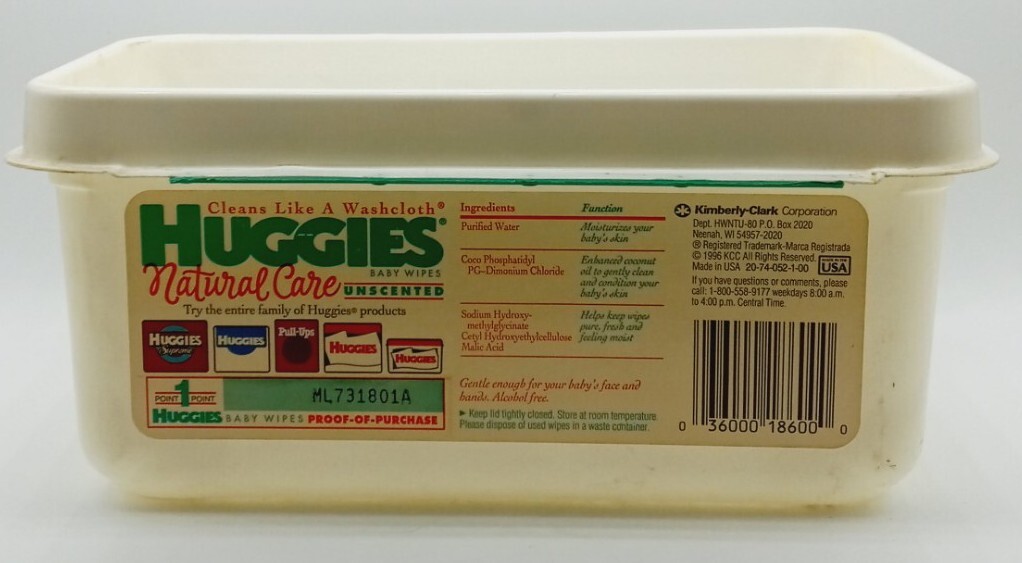 Cleans Like A Washcloth®
HUGGIES®
BABY WIPES
Natural Care
UNSCENTED
Try the entire family of Huggies® products
HUGGIES
Supreme
HUGGIES
Pull-Ups
HUGGIES
HUGGIES
1
POINT POINT
ML731801A
HUGGIES BABY WIPES PROOF-OF-PURCHASE
Ingredients Function
Purified Water Moisturizes your
baby's skin
Coco Phosphatidyl Enhanced coconut
PG-Dimonium Chloride oil to gently clean
and condition your
baby's skin
Sodium Hydroxy- Helps keep wipes
methylglycinate pure, fresh and
Cetyl Hydroxyethylcellulose feeling moist
Malic Acid
Gentle enough for your baby's face and
hands. Alcohol free.
► Keep lid tightly closed. Store at room temperature
Please dispose of used wipes in a waste container.
Kimberly-Clark Corporation
Dept. HWNTU-80 P.O. Box 2020
Neenah, WI 54957-2020
® Registered Trademark-Marca Registrada
© 1996 KCC All Rights Reserved.
Made in USA 20-74-052-1-00
USA
If you have questions or comments, please
call: 1-800-558-9177 weekdays 8:00 a.m.
to 4:00 p.m. Central Time.
0 36000 18600 0